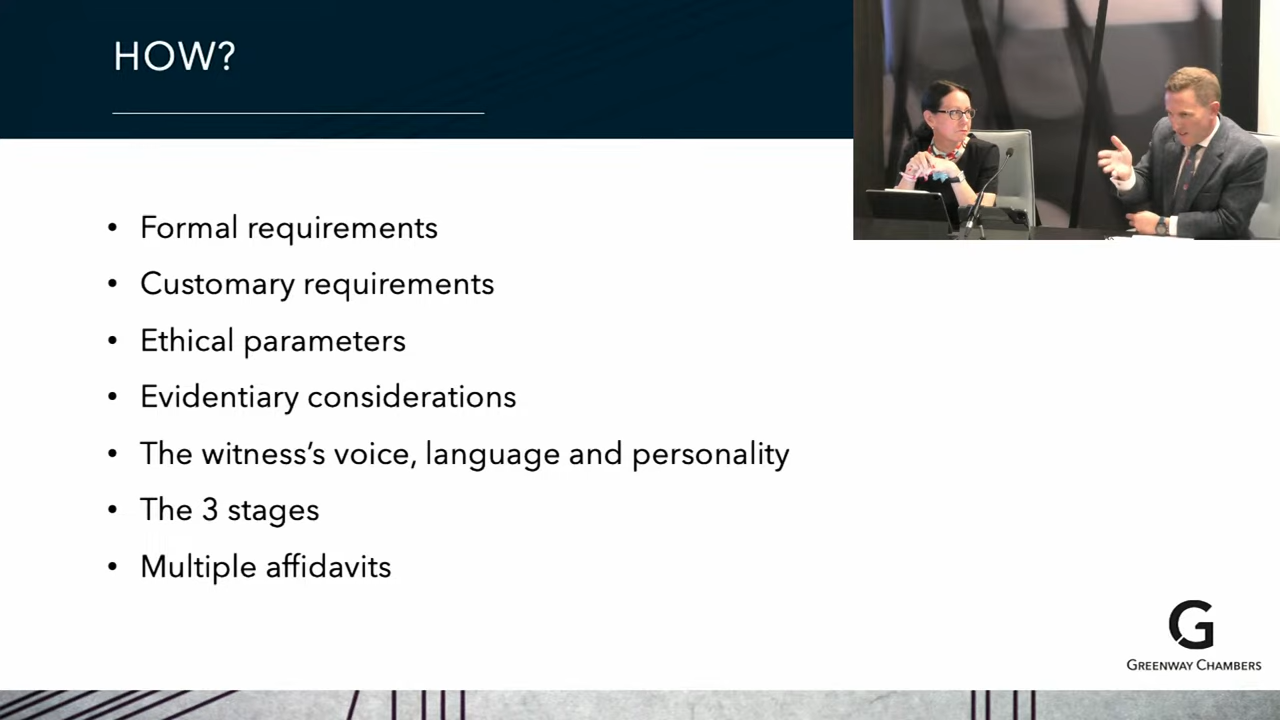 HOW?
• Formal requirements
• Customary requirements
• Ethical parameters
• Evidentiary considerations
• The witness’s voice, language and personality
• The 3 stages
• Multiple affidavits
G
GREENWAY CHAMBERS